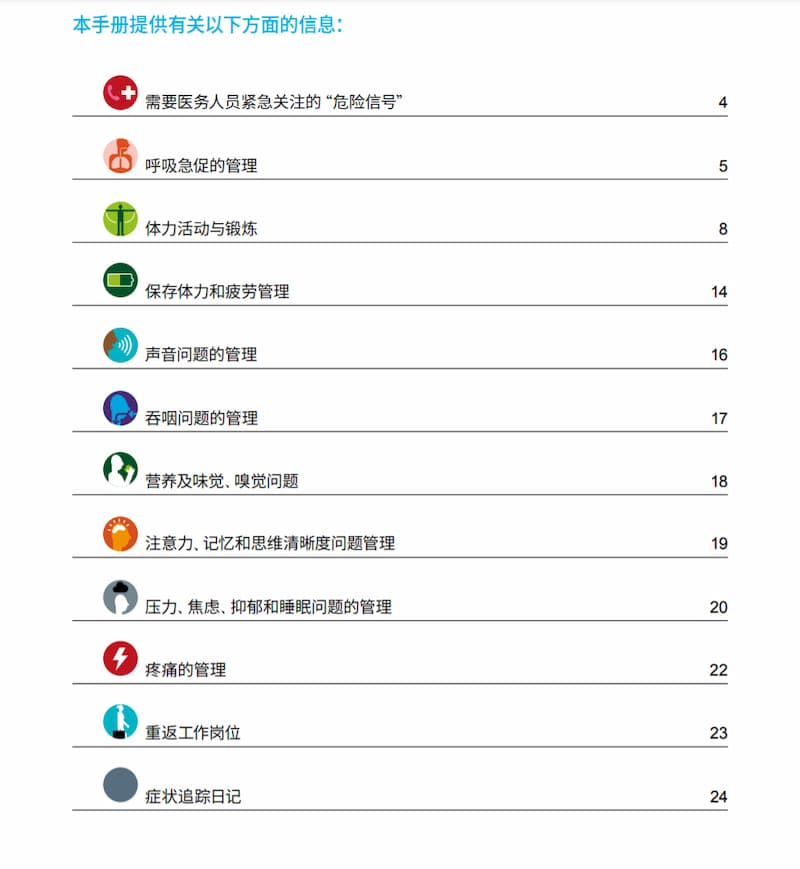 本手册提供有关以下方面的信息：
需要医务人员紧急关注的“危险信号” 4
呼吸急促的管理 5
体力活动与锻炼 8
保存体力和疲劳管理 14
声音问题的管理 16
吞咽问题的管理 17
营养及味觉、嗅觉问题 18
注意力、记忆和思维清晰度问题管理 19
压力、焦虑、抑郁和睡眠问题的管理 20
疼痛的管理 22
重返工作岗位 23
症状追踪日记 24